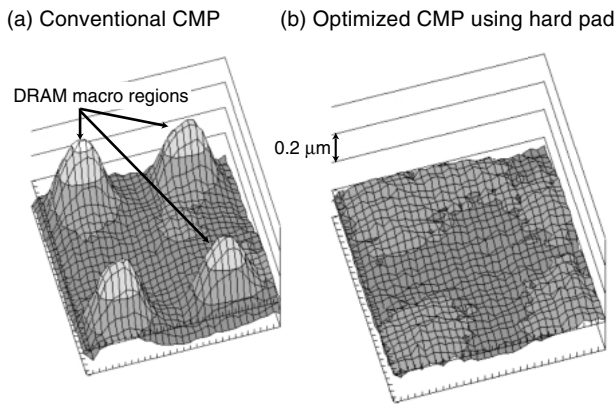 (a) Conventional CMP
(b) Optimized CMP using hard pad
DRAM macro regions
0.2 μm